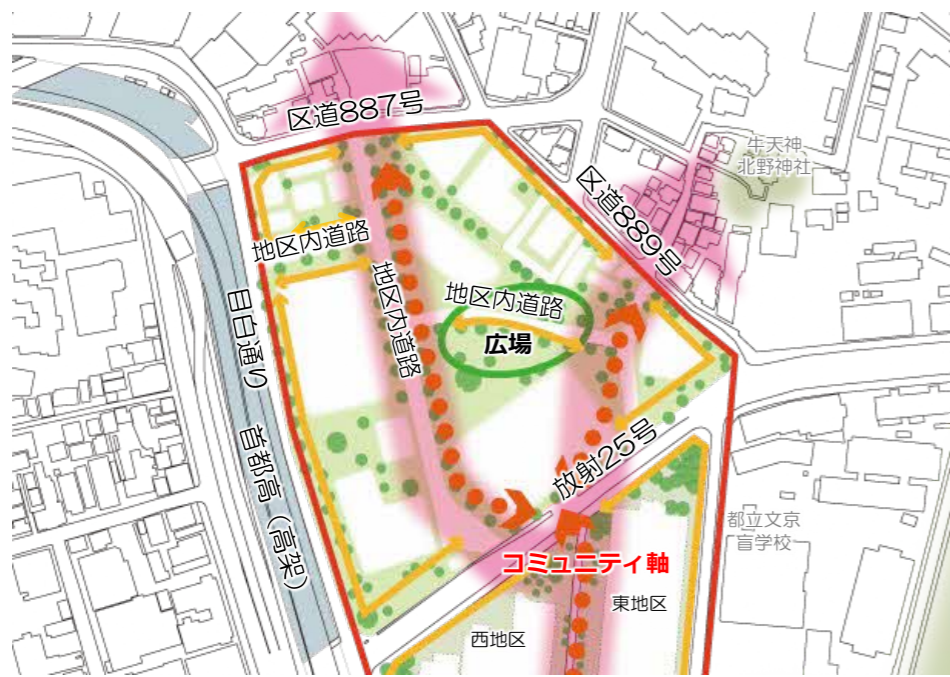 区道887号
牛天神
北野神社
区道889号
地区内道路
地区内道路
地区内道路
広場
目白通り
首都高（高架）
放射25号
都立文京
盲学校
コミュニティ軸
東地区
西地区